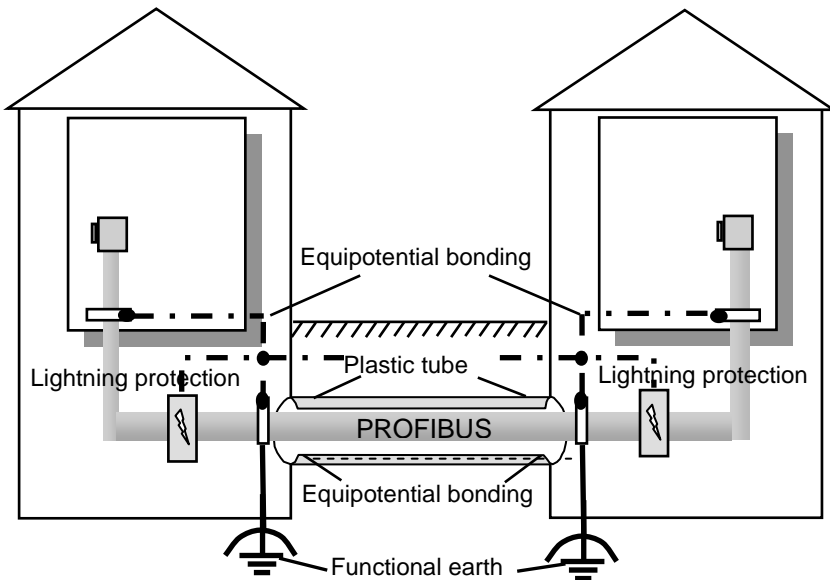 Equipotential bonding
Plastic tube
Lightning protection
Lightning protection
PROFIBUS
Equipotential bonding
Functional earth